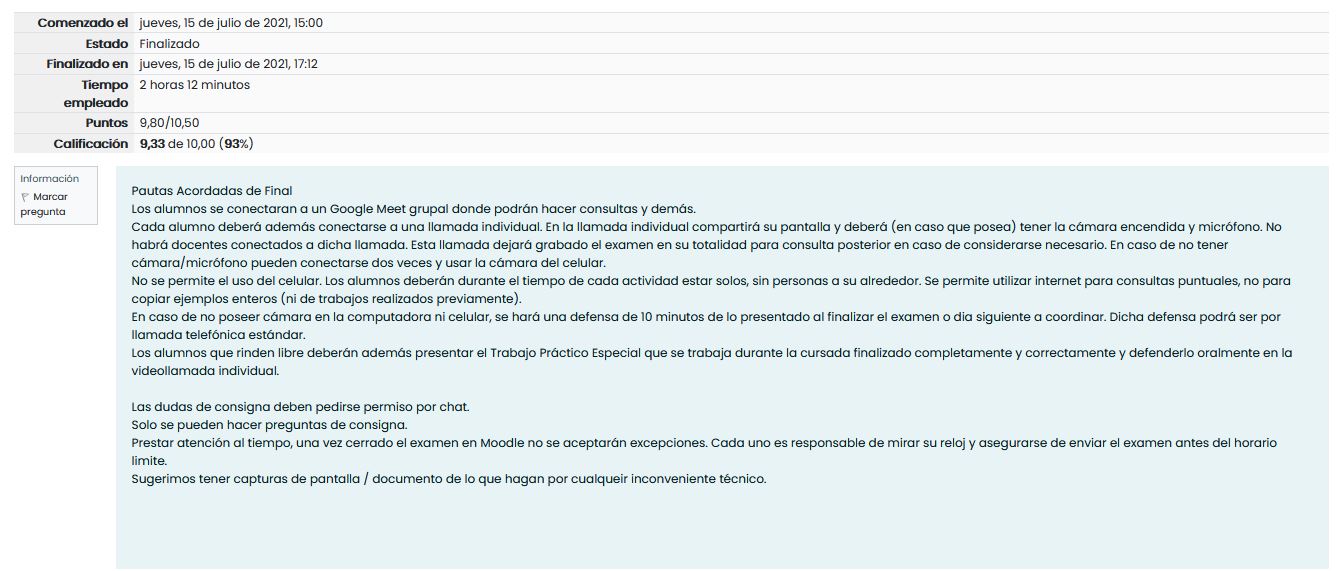 Comenzado el jueves, 15 de julio de 2021, 15:00
Estado Finalizado
Finalizado en jueves, 15 de julio de 2021, 17:12
Tiempo empleado 2 horas 12 minutos
Puntos 9,80/10,50
Calificación 9,33 de 10,00 (93%)
Información
Marcar
pregunta
Pautas Acordadas de Final
Los alumnos se conectaran a un Google Meet grupal donde podrán hacer consultas y demás.
Cada alumno deberá además conectarse a una llamada individual. En la llamada individual compartirá su pantalla y deberá (en caso que posea) tener la cámara encendida y micrófono. No
habrá docentes conectados a dicha llamada. Esta llamada dejará grabado el examen en su totalidad para consulta posterior en caso de considerarse necesario. En caso de no tener
cámara/micrófono pueden conectarse dos veces y usar la cámara del celular.
No se permite el uso del celular. Los alumnos deberán durante el tiempo de cada actividad estar solos, sin personas a su alrededor. Se permite utilizar internet para consultas puntuales, no para
copiar ejemplos enteros (ni de trabajos realizados previamente).
En caso de no poseer cámara en la computadora ni celular, se hará una defensa de 10 minutos de lo presentado al finalizar el examen o dia siguiente a coordinar. Dicha defensa podrá ser por
llamada telefónica estándar.
Los alumnos que rinden libre deberán además presentar el Trabajo Práctico Especial que se trabaja durante la cursada finalizado completamente y correctamente y defenderlo oralmente en la
videollamada individual.
Las dudas de consigna deben pedirse permiso por chat.
Solo se pueden hacer preguntas de consigna.
Prestar atención al tiempo, una vez cerrado el examen en Moodle no se aceptarán excepciones. Cada uno es responsable de mirar su reloj y asegurarse de enviar el examen antes del horario
limite.
Sugerimos tener capturas de pantalla / documento de lo que hagan por cualqueir inconveniente técnico.